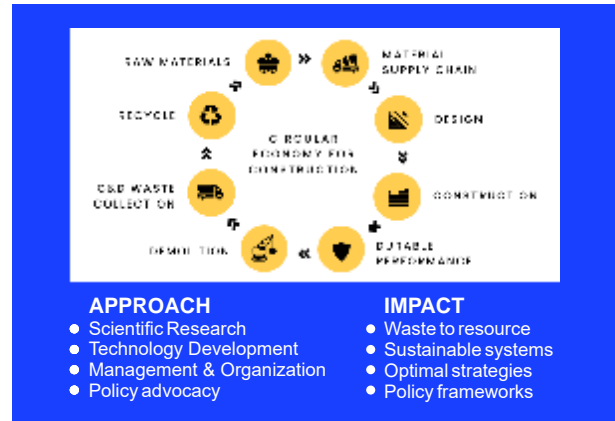 RAW MATERIALS
MATERIAL
SUPPLY CHAIN
RECYCLE
DESIGN
CIRCULAR
ECONOMY FOR
CONSTRUCTION
C&D WASTE
COLLECTION
CONSTRUCTION
DEMOLITION
DURABLE
PERFORMANCE
APPROACH
Scientific Research
Technology Development
Management & Organization
Policy advocacy
IMPACT
Waste to resource
Sustainable systems
Optimal strategies
Policy frameworks